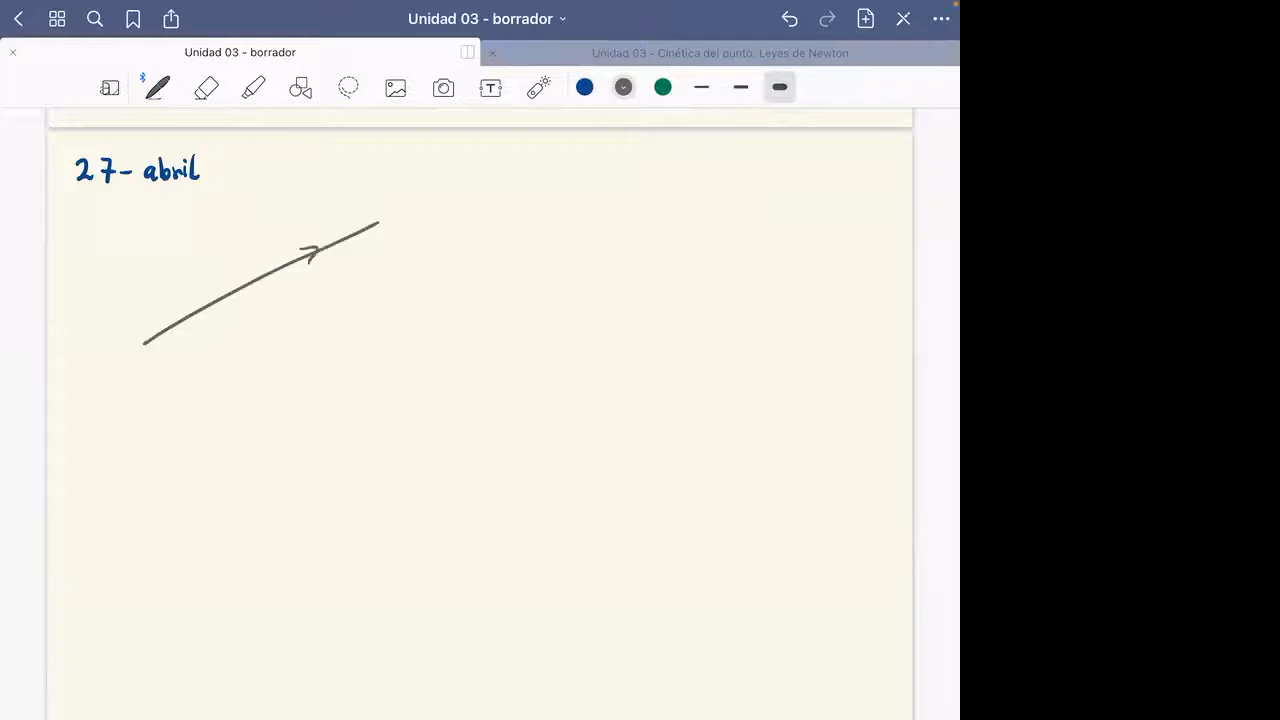 Unidad 03 - borrador
Unidad 03 - borrador
Unidad 03 - Cinética del punto. Leyes de Newton
27- abril